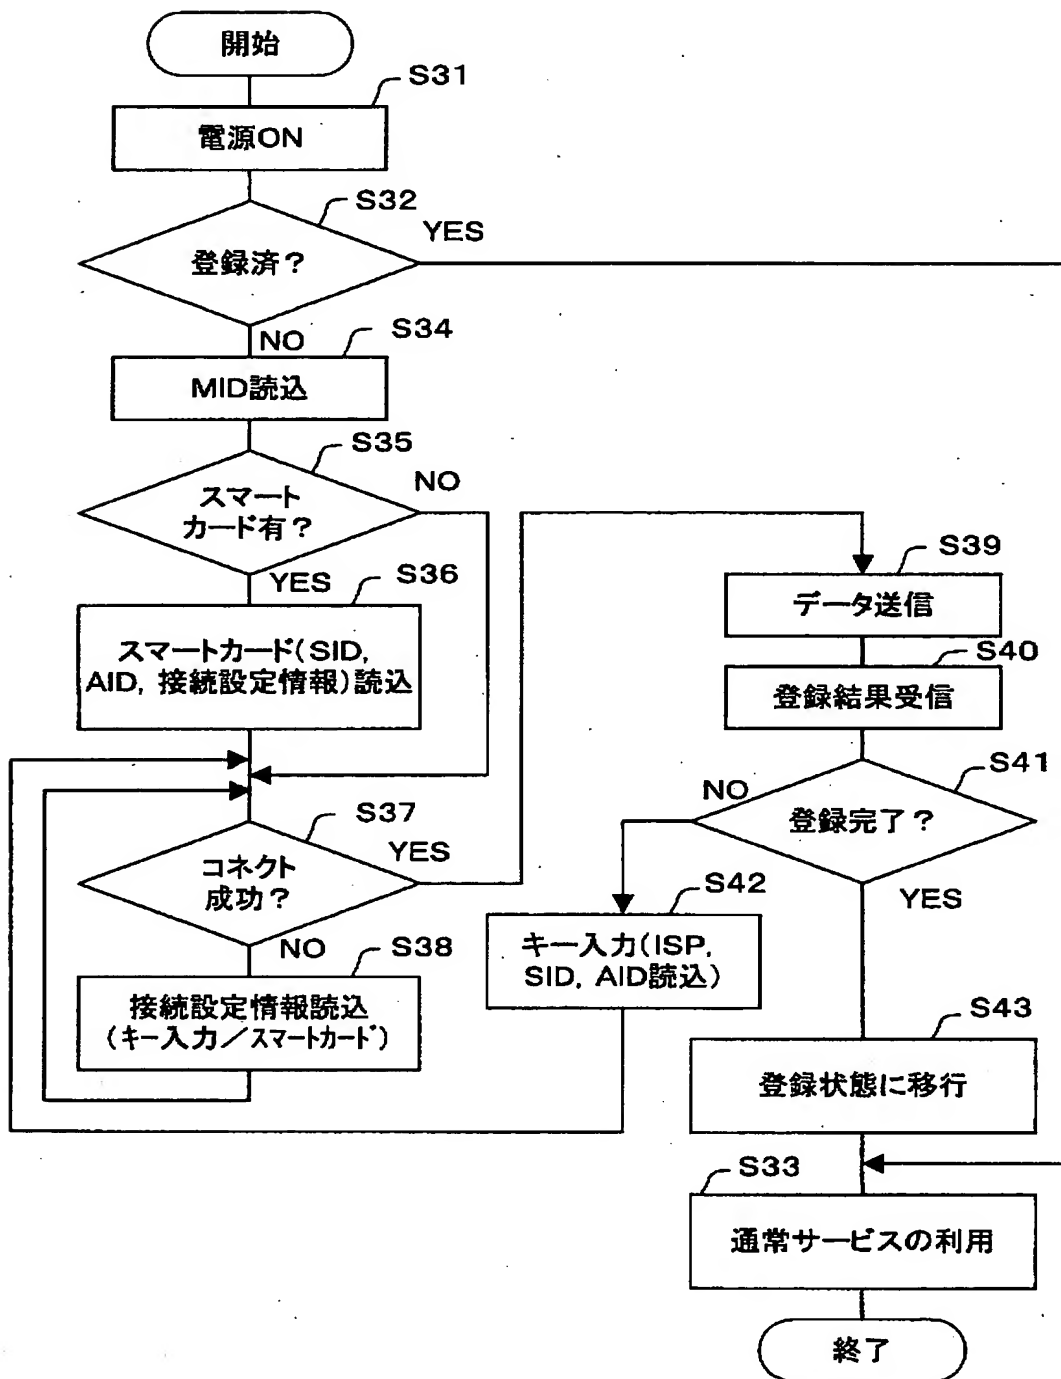 開始
S31
電源ON
S32
登録済？
YES
NO
S34
MID読込
S35
スマート
カード有？
NO
YES
S36
スマートカード(SID,
AID, 接続設定情報)読込
S37
コネクト
成功？
YES
NO
S38
接続設定情報読込
(キー入力／スマートカード)
S39
データ送信
S40
登録結果受信
S41
登録完了？
NO
YES
S42
キー入力(ISP,
SID, AID読込)
S43
登録状態に移行
S33
通常サービスの利用
終了